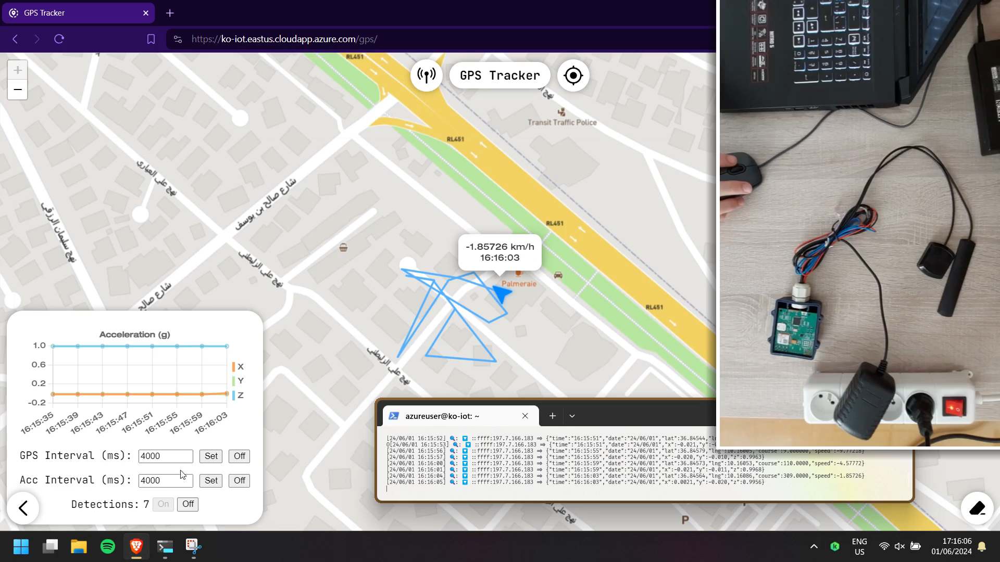 GPS Tracker
https://ko-iot.eastus.cloudapp.azure.com/gps/
+
−
RL451
GPS Tracker
Transit Traffic Police
RL451
نهج علي العياري
شارع صالح بن يوسف
نهج سليمان الرزقي
RL451
-1.85726 km/h
16:16:03
نهج علي الزليطني
Palmeraie
شارع صالح
RL451
نهج علي الزليطني
Acceleration (g)
1.0
0.6
0.2
-0.2
X
Y
Z
16:15:35
16:15:39
16:15:43
16:15:47
16:15:51
16:15:55
16:15:59
16:16:03
GPS Interval (ms): 4000 Set Off
Acc Interval (ms): 4000 Set Off
Detections: 7 On Off
azureuser@ko-iot: ~
[24/06/01 16:15:52] ::ffff:197.7.166.183 ⇒ {"time":"16:15:51","date":"24/06/01","lat":36.84544,"ln
O[24/06/01 16:15:53] ::ffff:197.7.166.183 ⇒ {"time":"16:15:51","date":"24/06/01","x":-0.021,"y":-
[24/06/01 16:15:56] ::ffff:197.7.166.183 ⇒ {"time":"16:15:55","date":"24/06/01","lat":36.84579,"lng":10.16005,"course":9.0000,"speed":-9.77218}
[24/06/01 16:15:57] ::ffff:197.7.166.183 ⇒ {"time":"16:15:55","date":"24/06/01","x":-0.020,"y":-0.010,"z":0.9963}
[24/06/01 16:16:00] ::ffff:197.7.166.183 ⇒ {"time":"16:15:59","date":"24/06/01","lat":36.84573,"lng":10.16053,"course":110.0000,"speed":-4.57772}
[24/06/01 16:16:01] ::ffff:197.7.166.183 ⇒ {"time":"16:15:59","date":"24/06/01","x":-0.021,"y":-0.011,"z":0.9968}
[24/06/01 16:16:04] ::ffff:197.7.166.183 ⇒ {"time":"16:16:03","date":"24/06/01","lat":36.84564,"lng":10.16086,"course":309.0000,"speed":-1.85726}
[24/06/01 16:16:05] ::ffff:197.7.166.183 ⇒ {"time":"16:16:03","date":"24/06/01","x":0.0021,"y":-0.020,"z":0.9956}
P
NITRO 5
ENG
US
17:16:06
01/06/2024